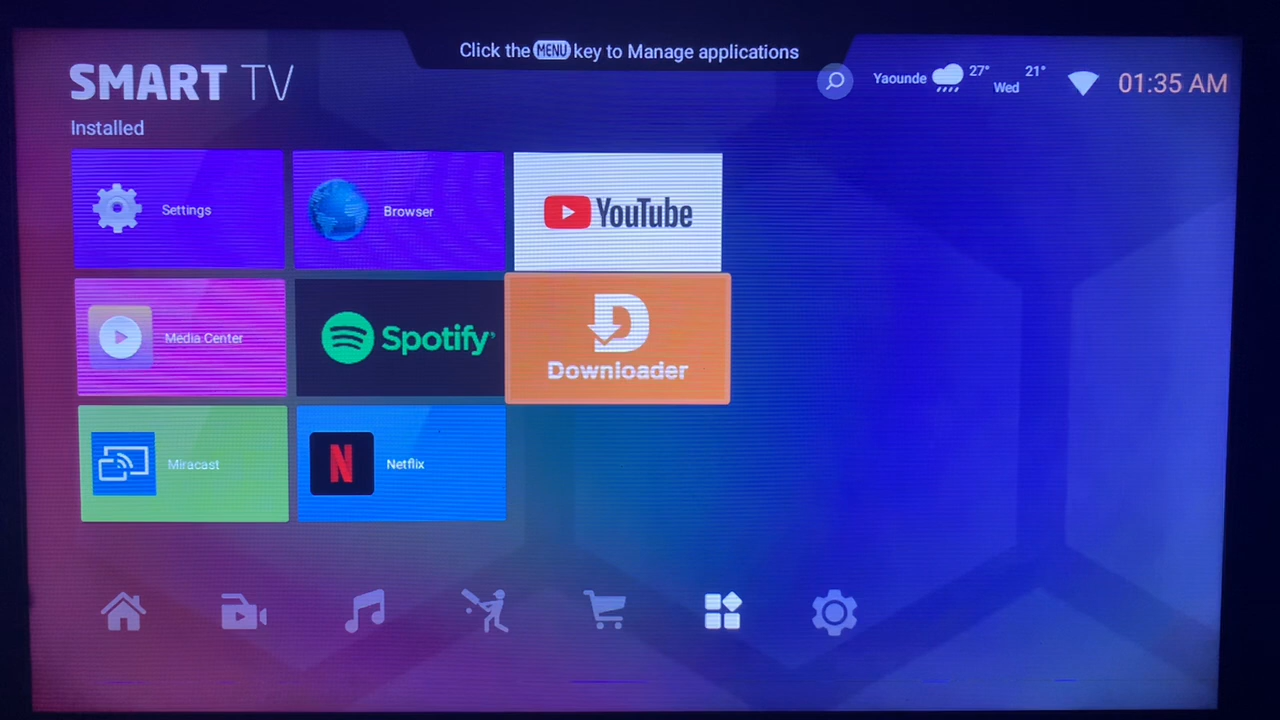 Click the MENU key to Manage applications
SMART TV
Yaounde 27° Wed 21° 01:35 AM
Installed
Settings
Browser
YouTube
Media Center
Spotify
D
Downloader
Miracast
N
Netflix